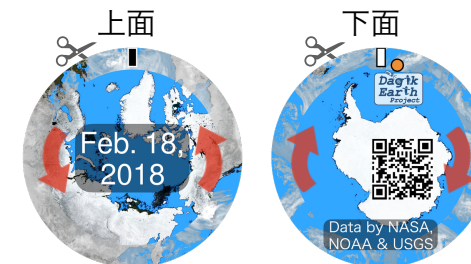 上面
下面
Feb. 18,
2018
Dagik
Earth
Project
Data by NASA,
NOAA & USGS